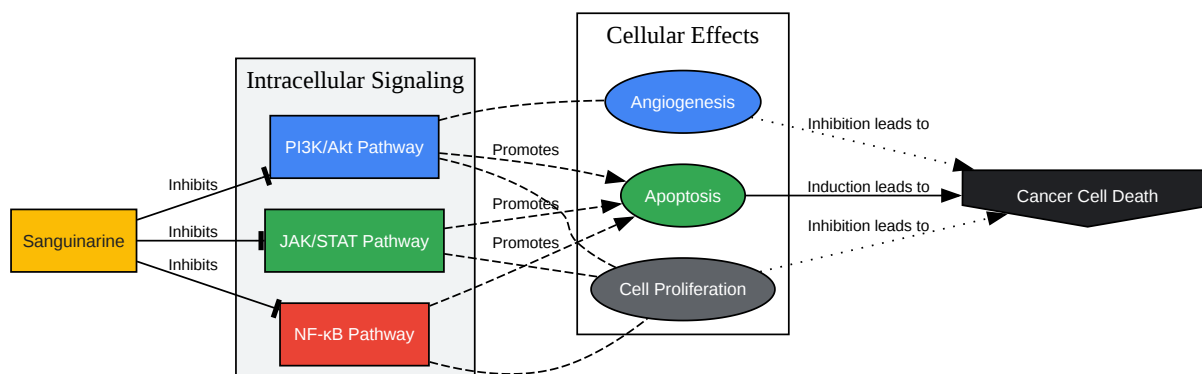 Cellular Effects
Intracellular Signaling
Angiogenesis
Inhibition leads to
PI3K/Akt Pathway
Promotes
Inhibits
Apoptosis
Induction leads to
Cancer Cell Death
Promotes
Inhibition leads to
Sanguinarine
Inhibits
JAK/STAT Pathway
Promotes
Inhibits
Cell Proliferation
NF-κB Pathway